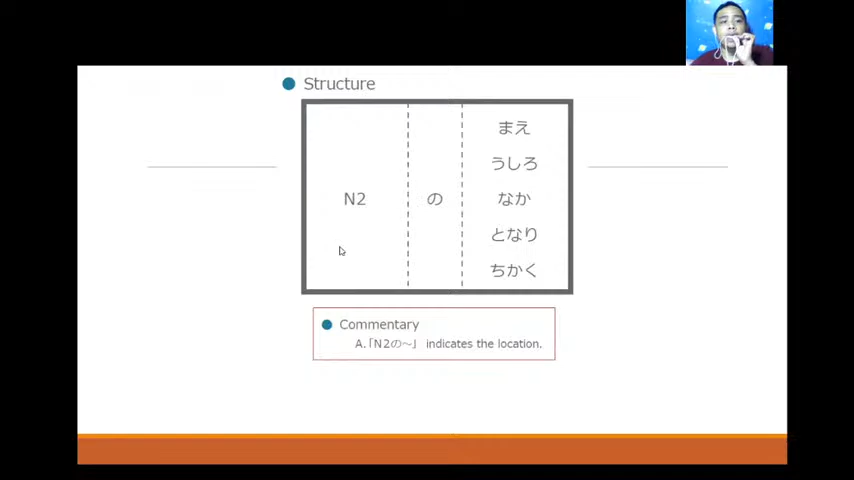 Structure
まえ
うしろ
N2 の なか
となり
ちかく
Commentary
A.「N2の～」 indicates the location.